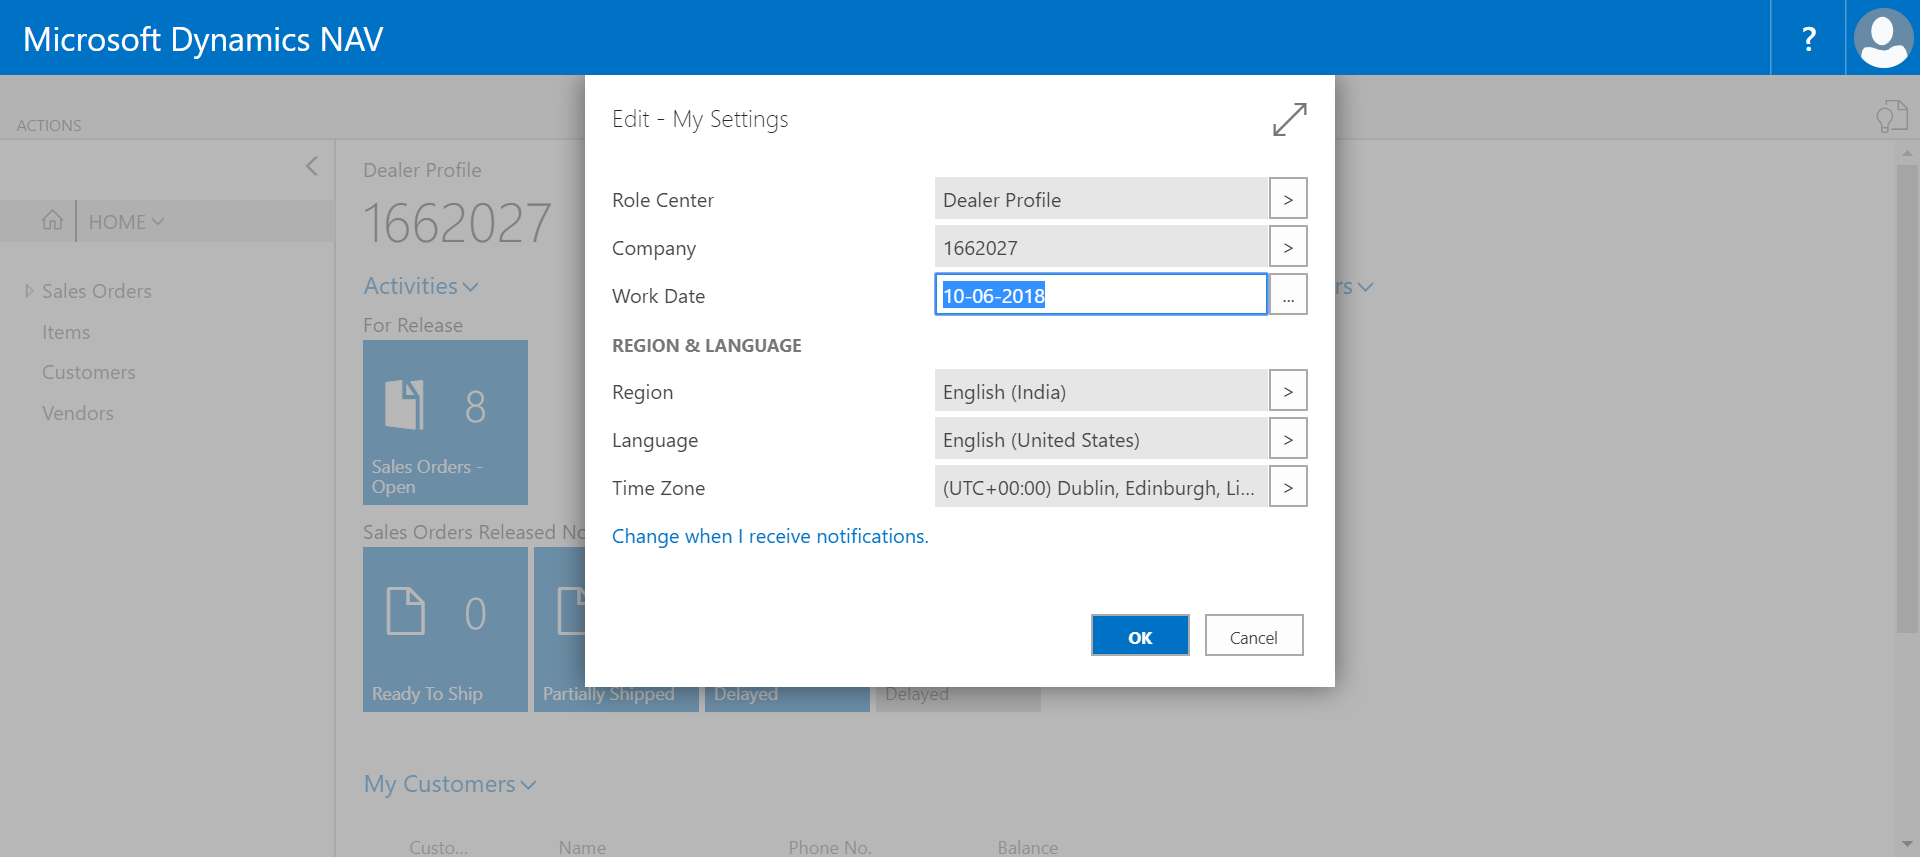 Microsoft Dynamics NAV
?
ACTIONS
HOME
Sales Orders
Items
Customers
Vendors
Dealer Profile
1662027
Activities
For Release
8
Sales Orders -
Open
Sales Orders Released
0
Ready To Ship
Partially Shipped
Delayed
Delayed
My Customers
Custo...
Name
Phone No.
Balance
Edit - My Settings
Role Center
Dealer Profile
>
Company
1662027
>
Work Date
10-06-2018
...
REGION & LANGUAGE
Region
English (India)
>
Language
English (United States)
>
Time Zone
(UTC+00:00) Dublin, Edinburgh, Li...
>
Change when I receive notifications.
OK
Cancel